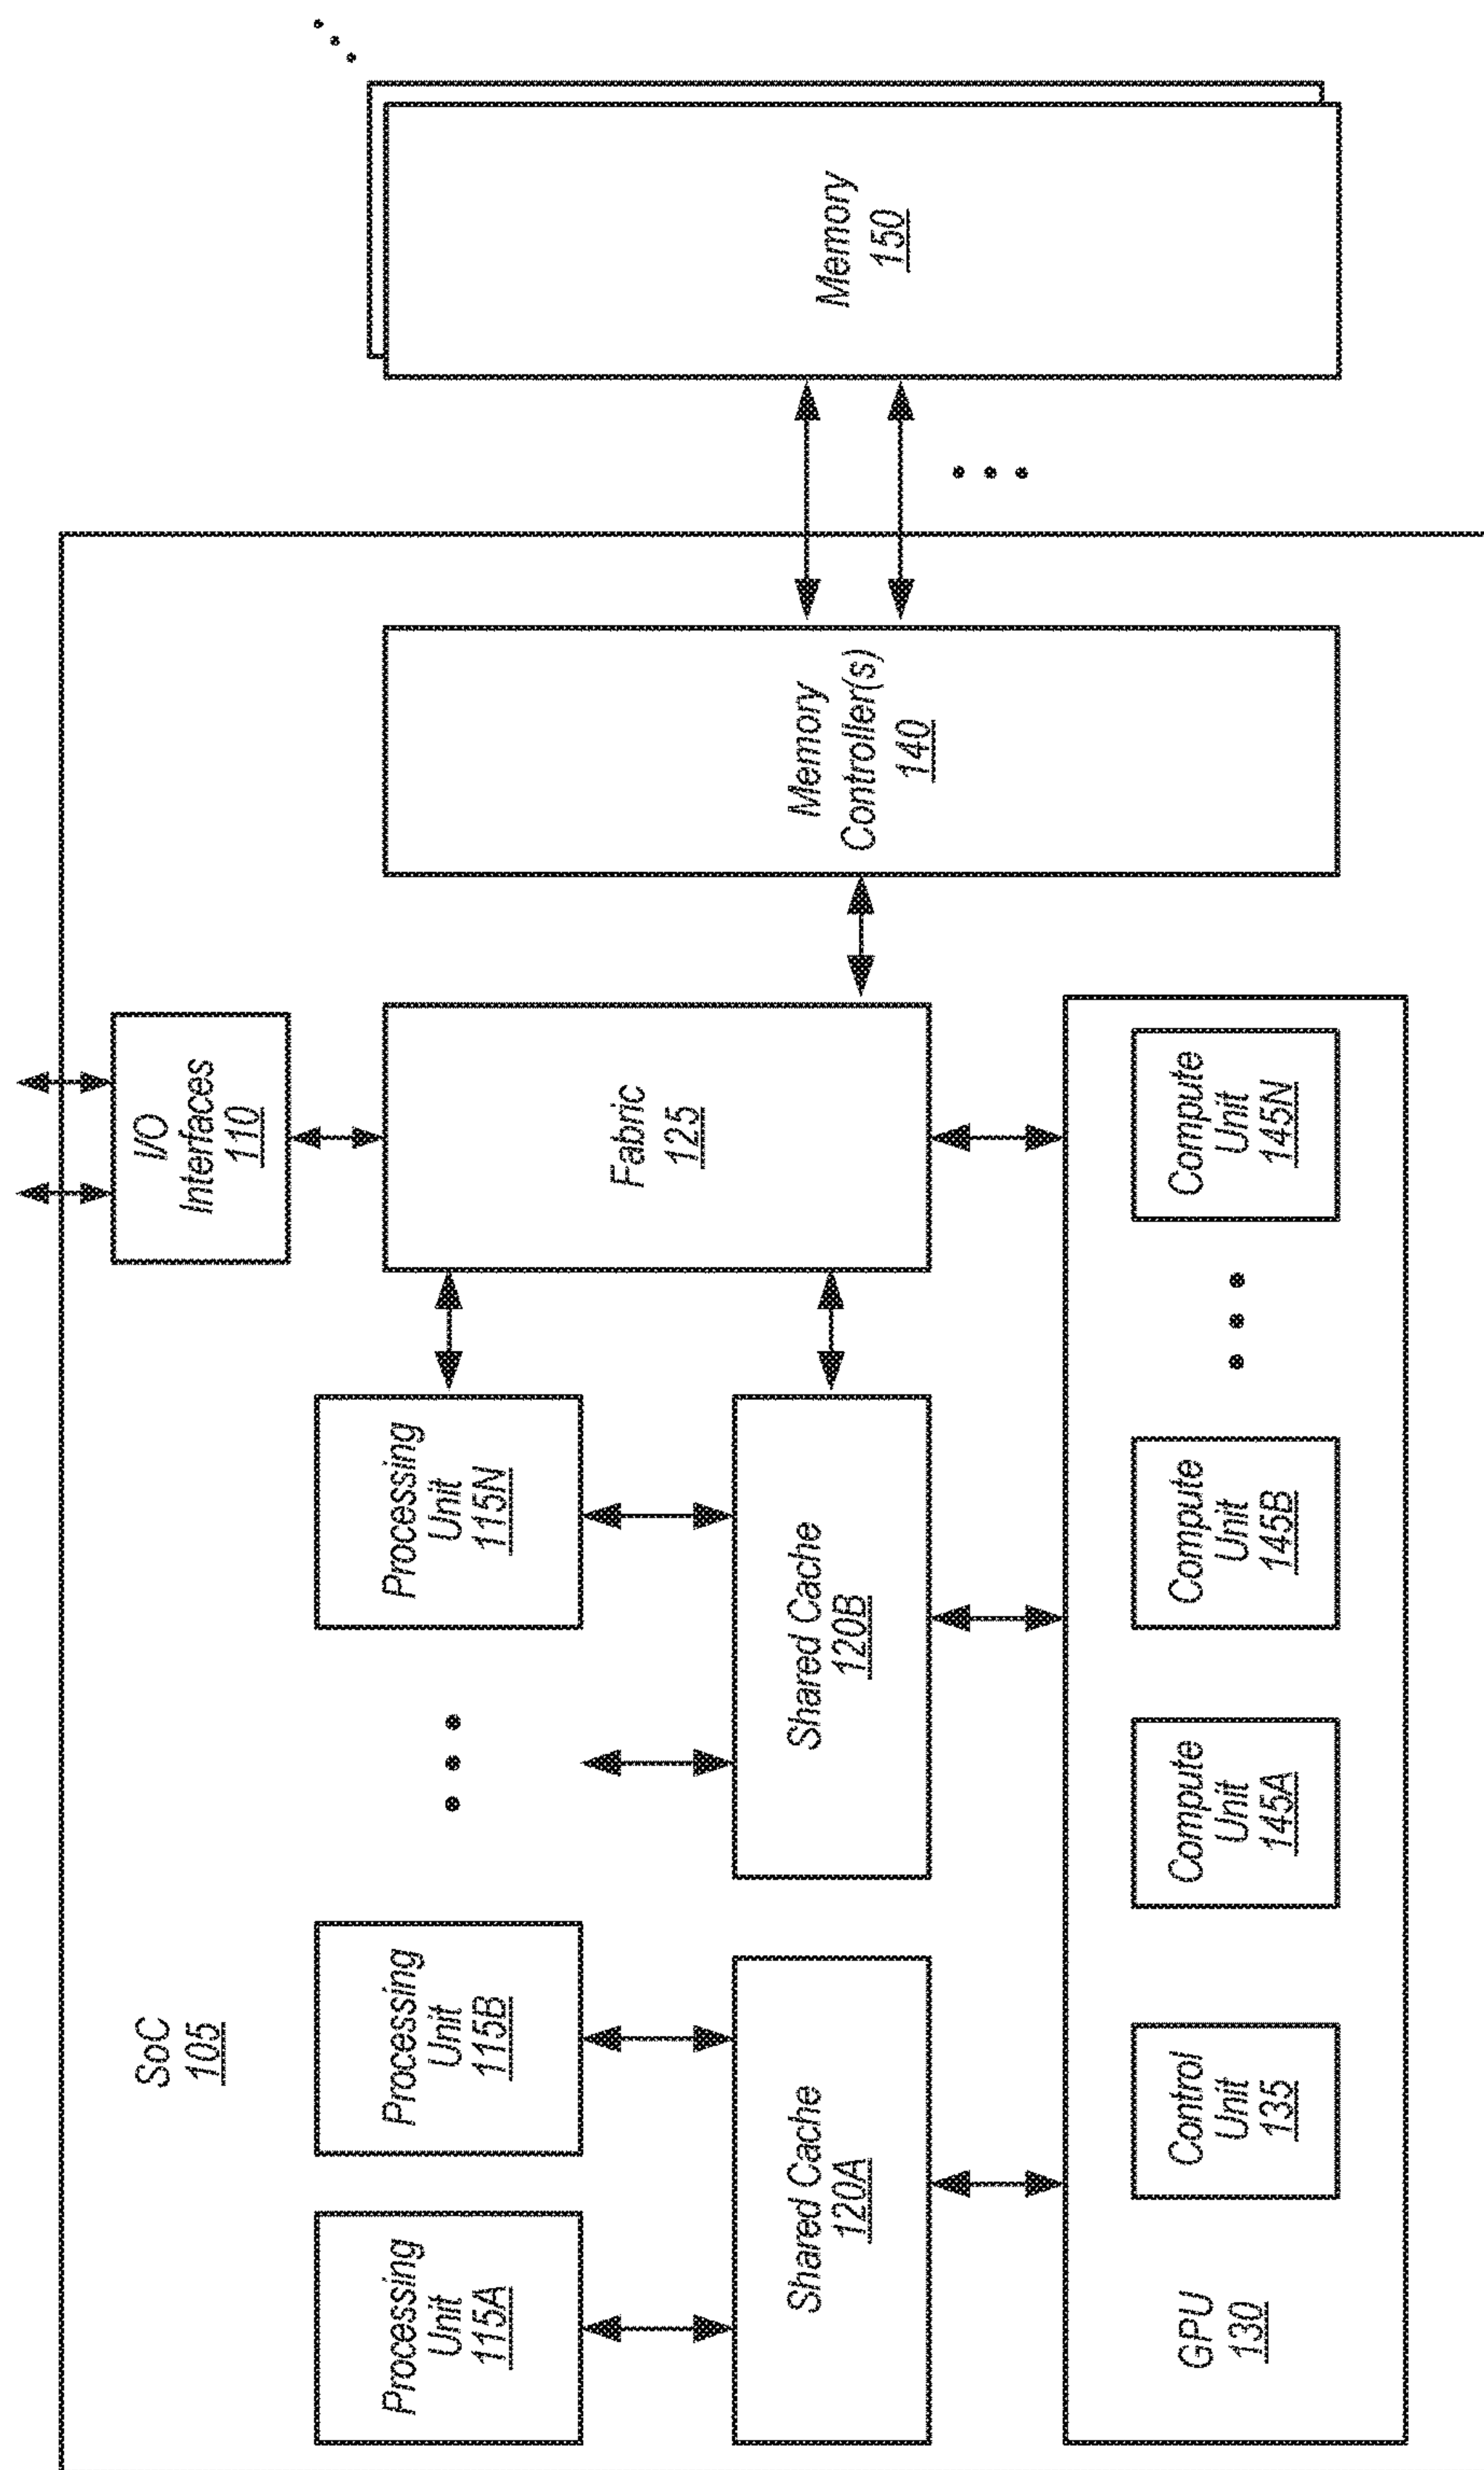 SoC
105
I/O
Interfaces
110
Processing
Unit
115A
Processing
Unit
115B
Processing
Unit
115N
Fabric
125
Memory
Controller(s)
140
Memory
150
Shared Cache
120A
Shared Cache
120B
GPU
130
Control
Unit
135
Compute
Unit
145A
Compute
Unit
145B
Compute
Unit
145N